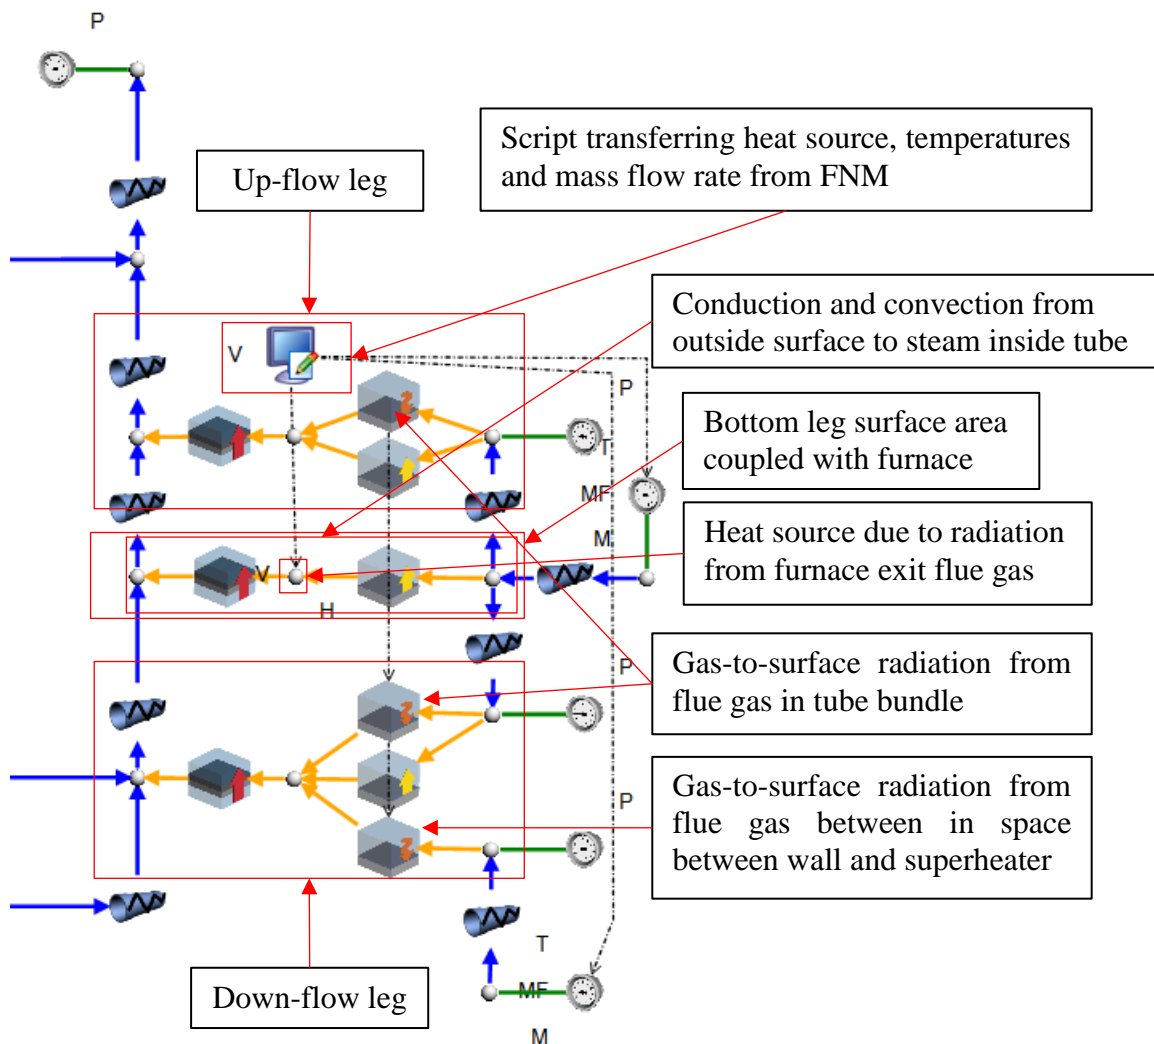 P
Script transferring heat source, temperatures
and mass flow rate from FNM
Up-flow leg
Conduction and convection from
outside surface to steam inside tube
V
P
Bottom leg surface area
coupled with furnace
T
MF
M
Heat source due to radiation
from furnace exit flue gas
V
H
Gas-to-surface radiation from
flue gas in tube bundle
P
Gas-to-surface radiation from
flue gas between in space
between wall and superheater
P
T
MF
M
Down-flow leg